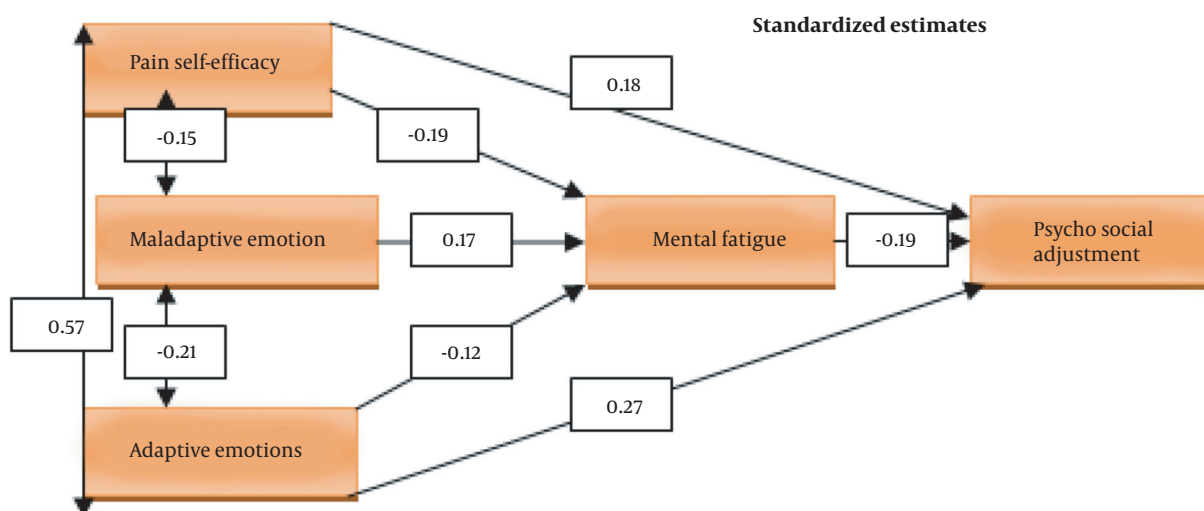 Standardized estimates
Pain self-efficacy
0.18
-0.15
-0.19
Maladaptive emotion
0.17
Mental fatigue
-0.19
Psycho social
adjustment
0.57
-0.21
-0.12
0.27
Adaptive emotions